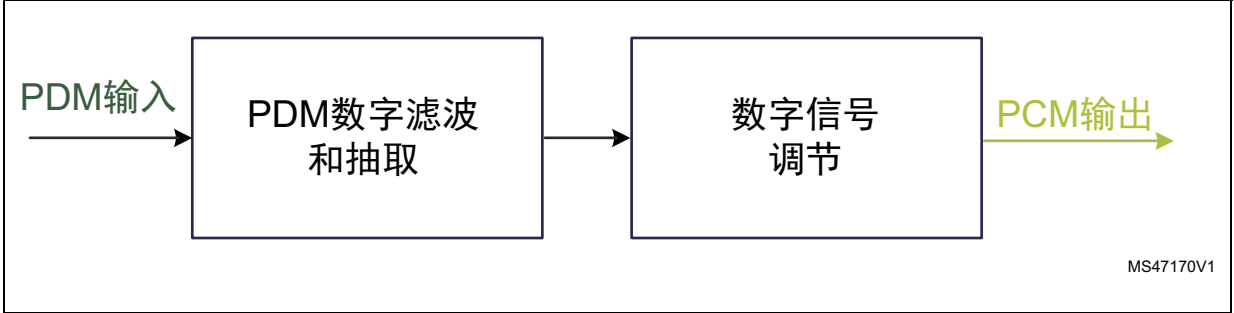 PDM输入
PDM数字滤波
和抽取
数字信号
调节
PCM输出
MS47170V1